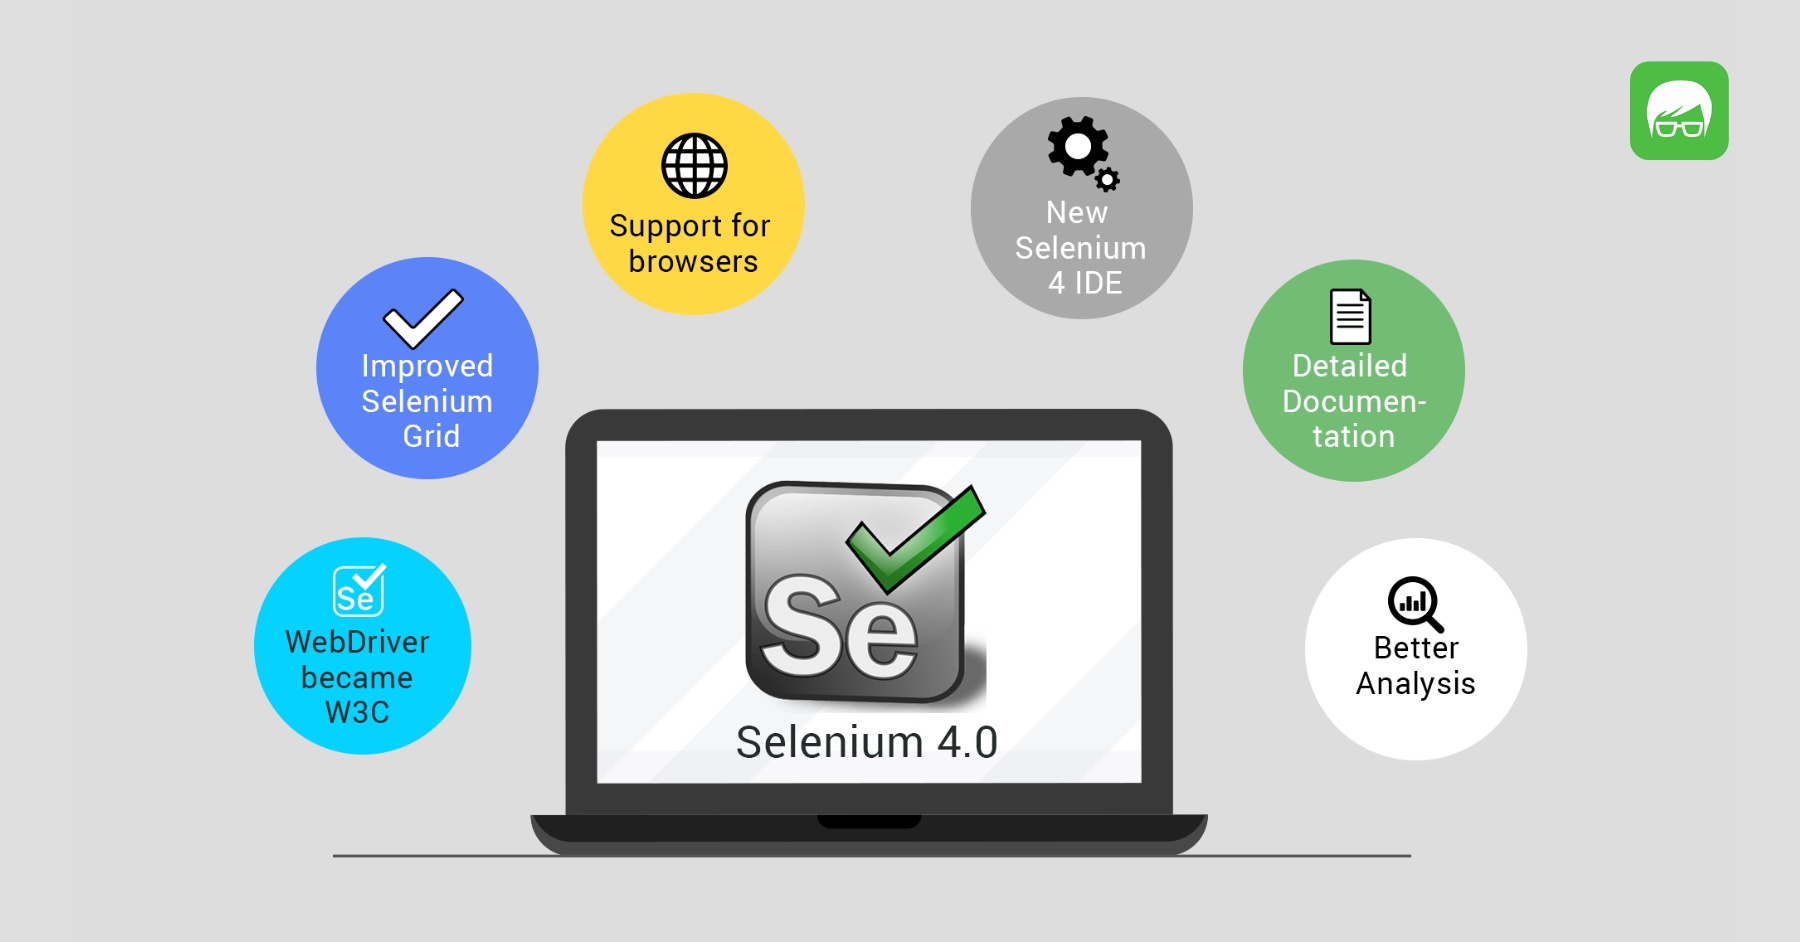 Support for
browsers
New
Selenium
4 IDE
Improved
Selenium
Grid
Detailed
Documen-
tation
Se
WebDriver
became
W3C
Se
Selenium 4.0
Better
Analysis